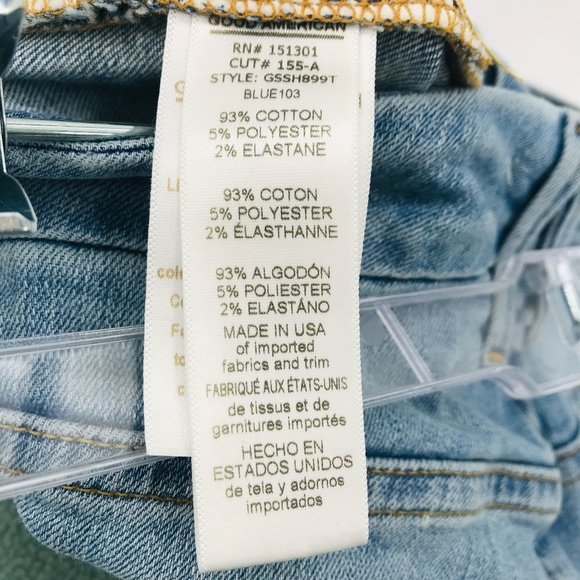 GOOD AMERICAN
RN# 151301
CUT# 155-A
STYLE: GSSH899T
BLUE103
93% COTTON
5% POLYESTER
2% ELASTANE
93% COTON
5% POLYESTER
2% ÉLASTHANNE
93% ALGODÓN
5% POLIESTER
2% ELASTÁNO
MADE IN USA
of imported
fabrics and trim
FABRIQUÉ AUX ÉTATS-UNIS
de tissus et de
garnitures importés
HECHO EN
ESTADOS UNIDOS
de tela y adornos
importados